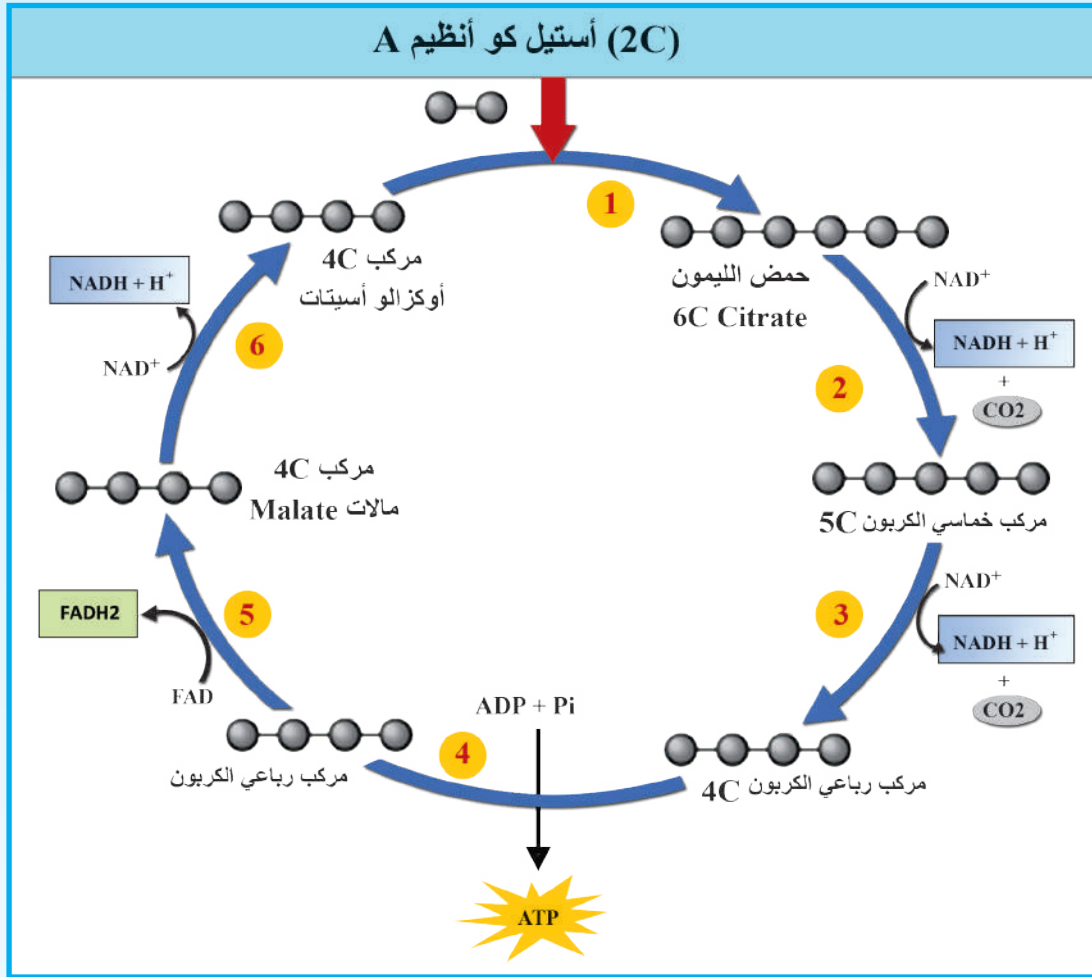 أستيل كو أنظيم A (2C)
1
حمض الليمون
6C Citrate
NAD+
NADH + H+
+
CO2
2
مركب خماسي الكربون 5C
NAD+
NADH + H+
+
CO2
3
مركب رباعي الكربون 4C
ADP + Pi
4
ATP
مركب رباعي الكربون
FAD
FADH2
5
مركب 4C
مالات Malate
NAD+
NADH + H+
6
مركب 4C
أوكزالو أسيتات